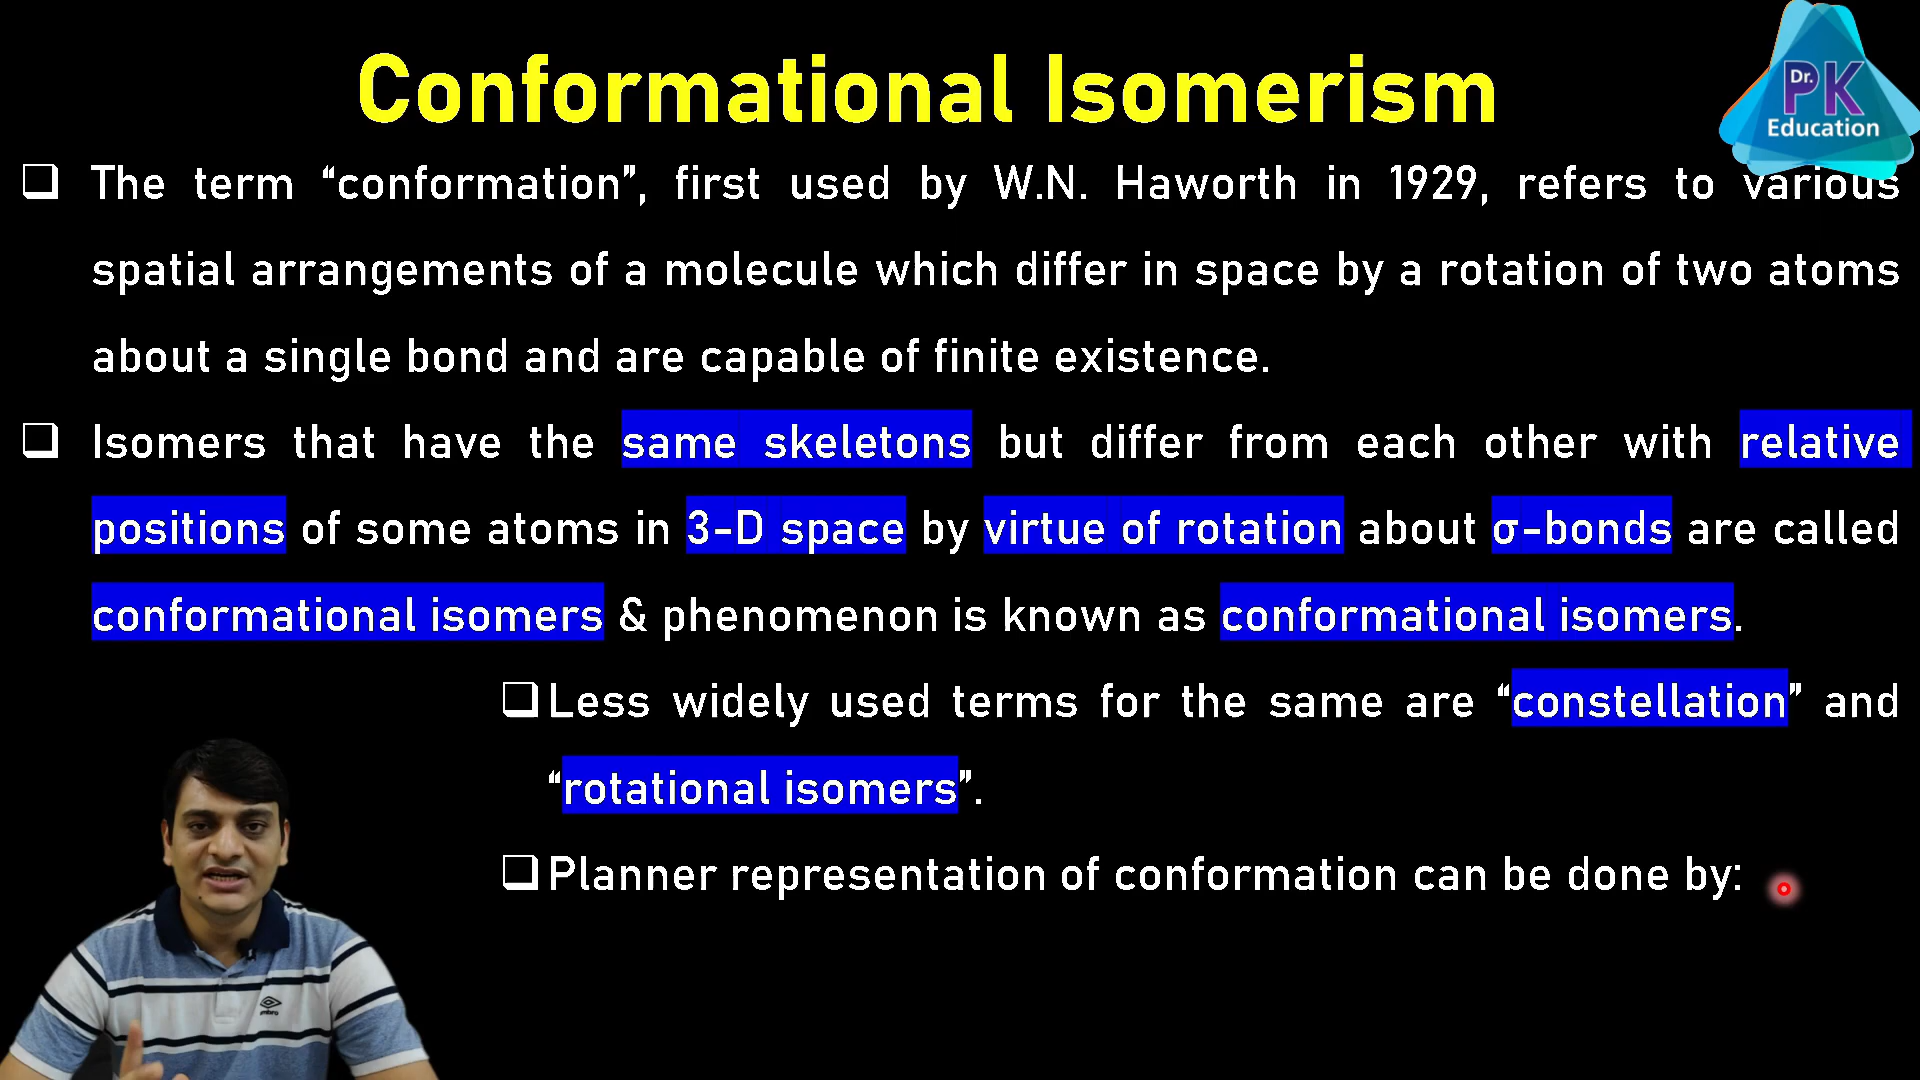 Conformational Isomerism
Dr.
PK
Education
❑ The term “conformation”, first used by W.N. Haworth in 1929, refers to various
spatial arrangements of a molecule which differ in space by a rotation of two atoms
about a single bond and are capable of finite existence.
❑ Isomers that have the same skeletons but differ from each other with relative
positions of some atoms in 3-D space by virtue of rotation about σ-bonds are called
conformational isomers & phenomenon is known as conformational isomers.
❑ Less widely used terms for the same are “constellation” and
“rotational isomers”.
❑ Planner representation of conformation can be done by:
umbro